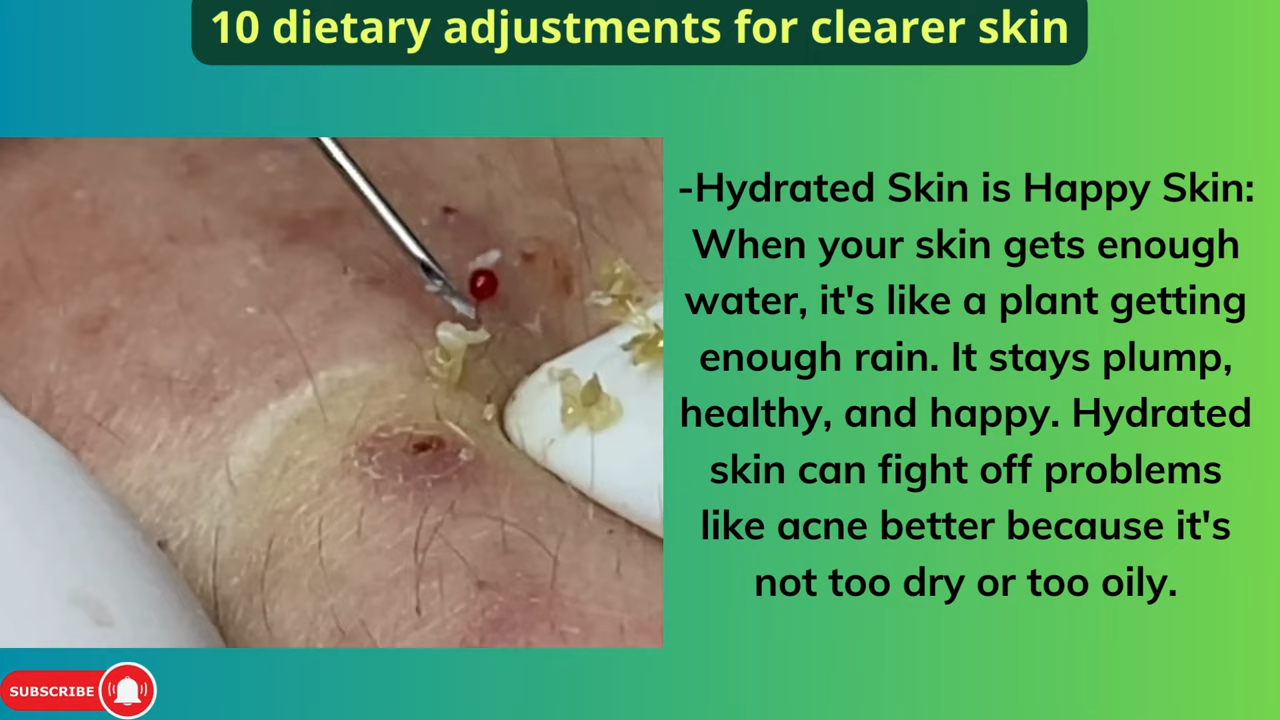 10 dietary adjustments for clearer skin
-Hydrated Skin is Happy Skin:
When your skin gets enough
water, it's like a plant getting
enough rain. It stays plump,
healthy, and happy. Hydrated
skin can fight off problems
like acne better because it's
not too dry or too oily.
SUBSCRIBE